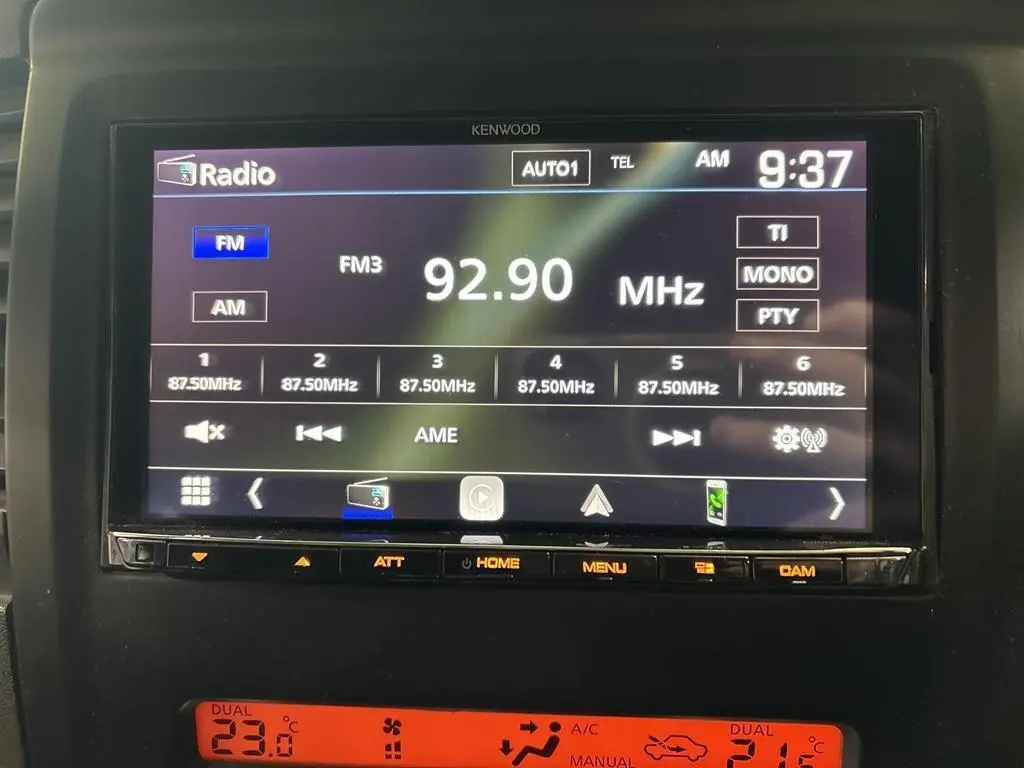 KENWOOD
Radio AUTO1 TEL AM 9:37
FM FM3 92.90 MHz TI
MONO
AM PTY
1 2 3 4 5 6
87.50MHz 87.50MHz 87.50MHz 87.50MHz 87.50MHz 87.50MHz
AME
ATT HOME MENU CAM
DUAL A/C DUAL
23.0 °C MANUAL °C